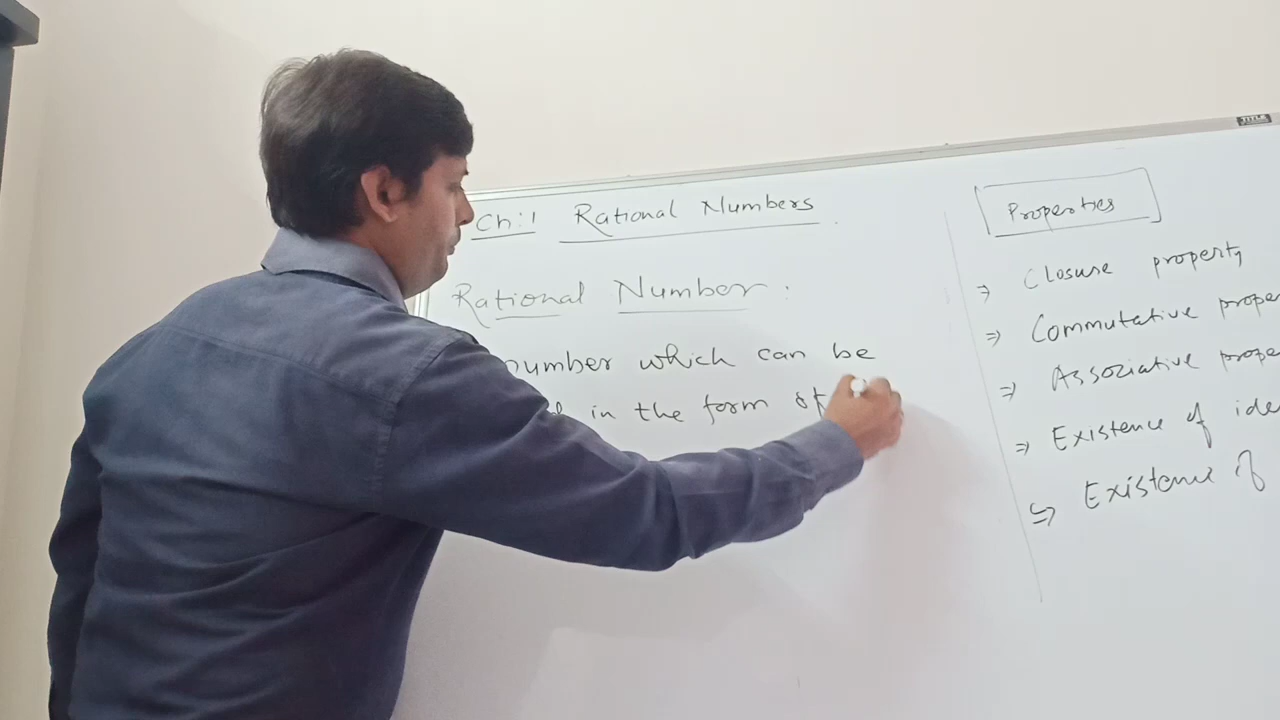 Ch:1 Rational Numbers
Rational Number :
number which can be
in the form of
Properties
⇒ Closure property
⇒ Commutative prope
⇒ Associative prope
⇒ Existence of ide
⇒ Existence of
TITLE